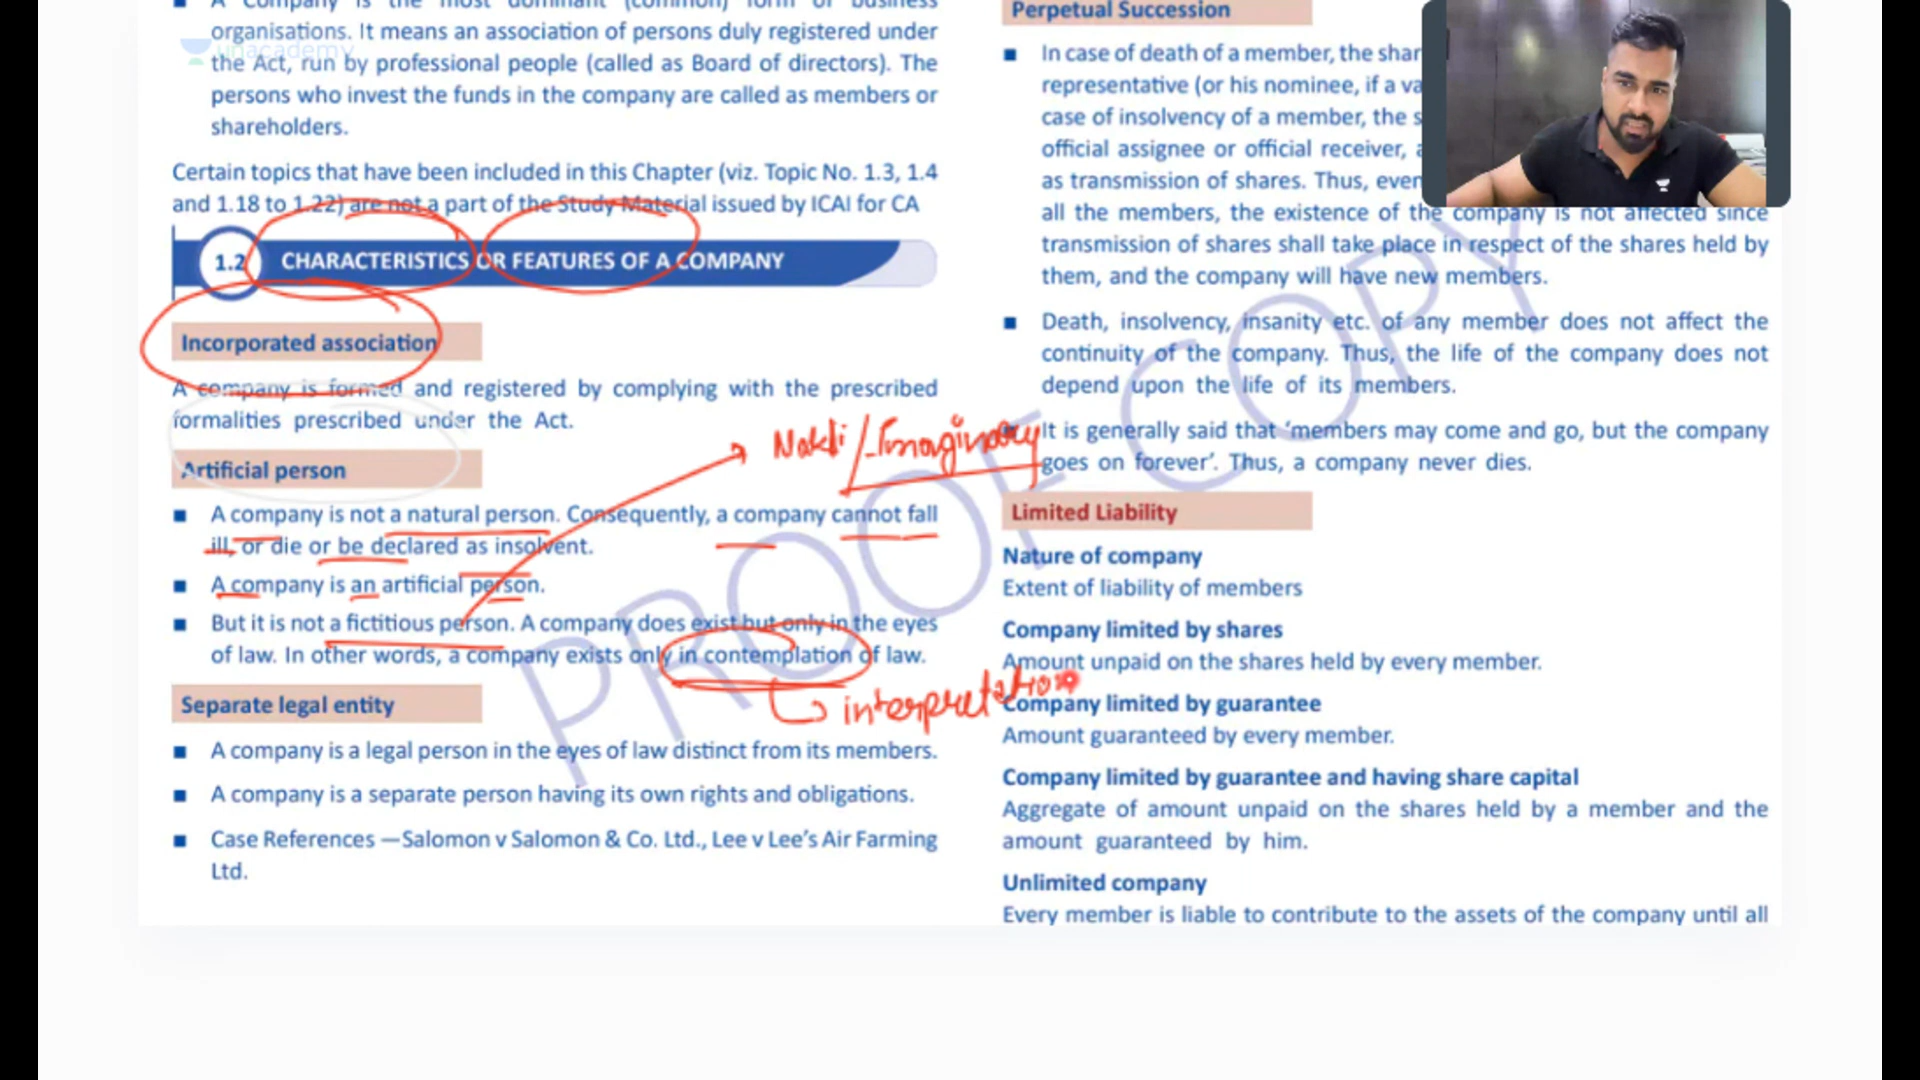 A Company is the most dominant (common) form of business
organisations. It means an association of persons duly registered under
unacademy
the Act, run by professional people (called as Board of directors). The
persons who invest the funds in the company are called as members or
shareholders.
Certain topics that have been included in this Chapter (viz. Topic No. 1.3, 1.4
and 1.18 to 1.22) are not a part of the Study Material issued by ICAI for CA
1.2 CHARACTERISTICS OR FEATURES OF A COMPANY
Incorporated association
A company is formed and registered by complying with the prescribed
formalities prescribed under the Act.
Artificial person
A company is not a natural person. Consequently, a company cannot fall
ill, or die or be declared as insolvent.
A company is an artificial person.
But it is not a fictitious person. A company does exist but only in the eyes
of law. In other words, a company exists only in contemplation of law.
Nakli / Imaginary
interpretation
Separate legal entity
A company is a legal person in the eyes of law distinct from its members.
A company is a separate person having its own rights and obligations.
Case References —Salomon v Salomon & Co. Ltd., Lee v Lee's Air Farming
Ltd.
Perpetual Succession
In case of death of a member, the shar
representative (or his nominee, if a va
case of insolvency of a member, the s
official assignee or official receiver, a
as transmission of shares. Thus, even
all the members, the existence of the company is not affected since
transmission of shares shall take place in respect of the shares held by
them, and the company will have new members.
Death, insolvency, insanity etc. of any member does not affect the
continuity of the company. Thus, the life of the company does not
depend upon the life of its members.
It is generally said that 'members may come and go, but the company
goes on forever'. Thus, a company never dies.
Limited Liability
Nature of company
Extent of liability of members
Company limited by shares
Amount unpaid on the shares held by every member.
Company limited by guarantee
Amount guaranteed by every member.
Company limited by guarantee and having share capital
Aggregate of amount unpaid on the shares held by a member and the
amount guaranteed by him.
Unlimited company
Every member is liable to contribute to the assets of the company until all
PROOF COPY